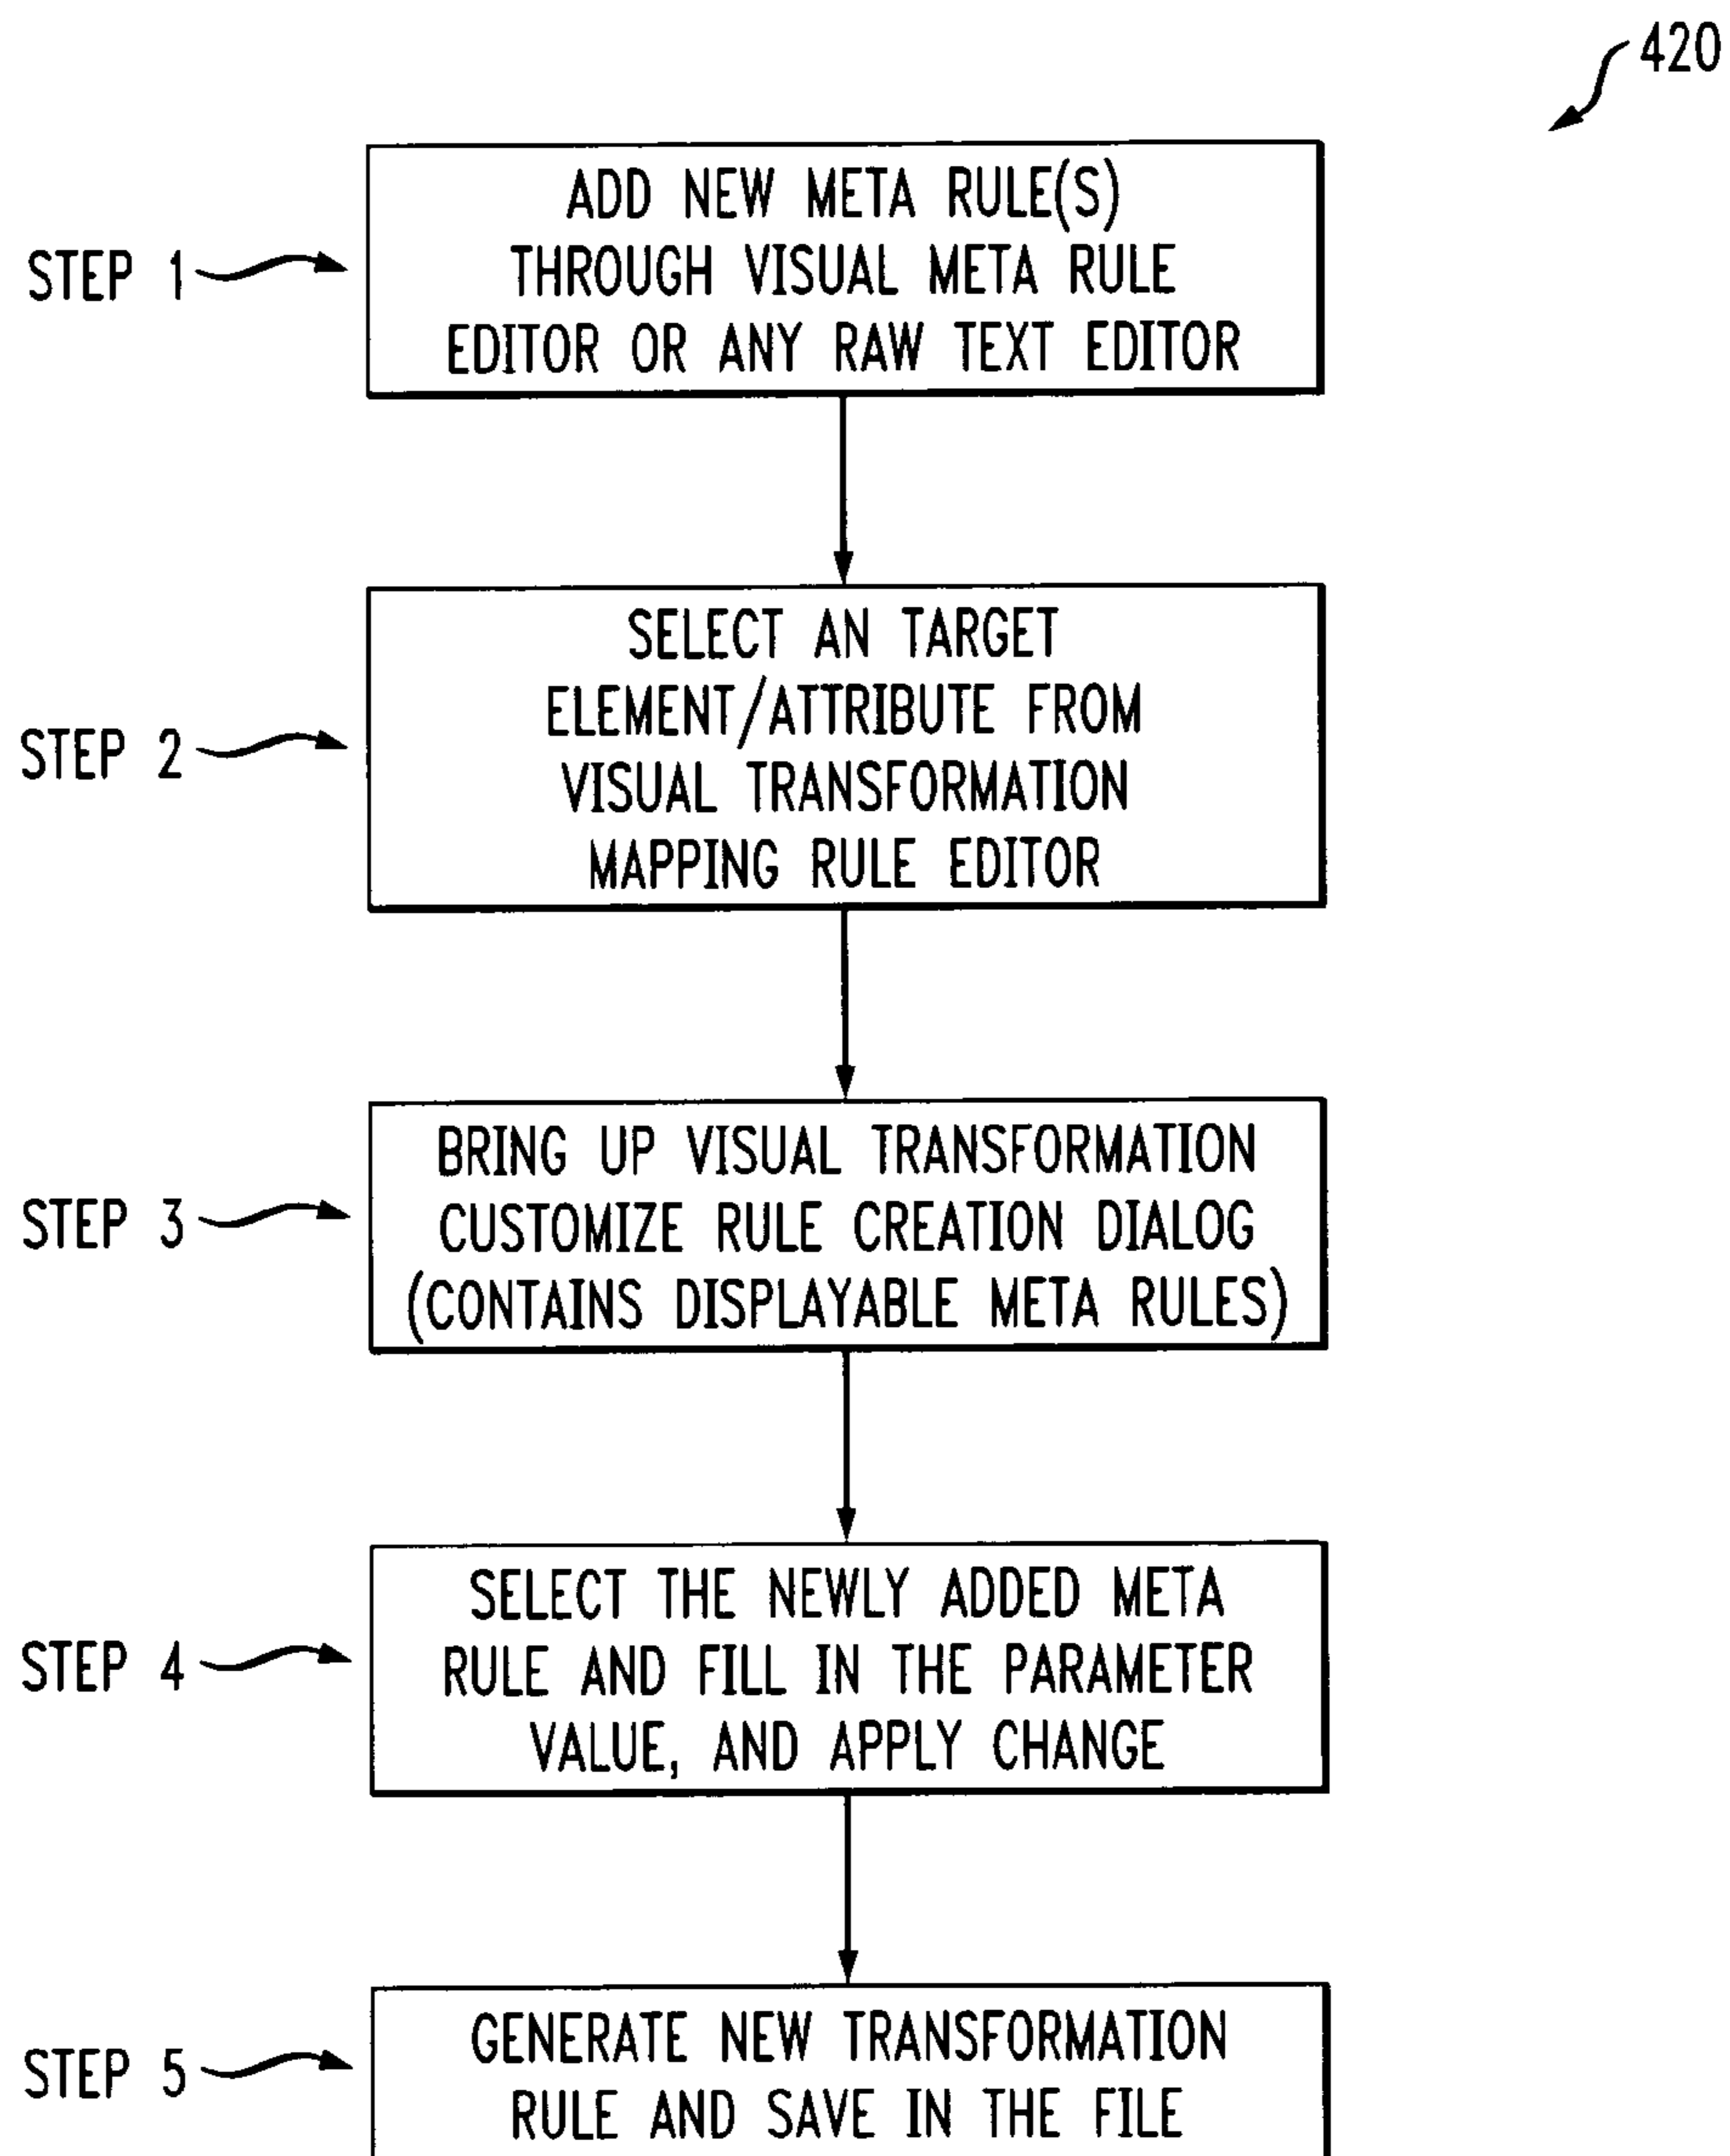 420
STEP 1
ADD NEW META RULE(S)
THROUGH VISUAL META RULE
EDITOR OR ANY RAW TEXT EDITOR
STEP 2
SELECT AN TARGET
ELEMENT/ATTRIBUTE FROM
VISUAL TRANSFORMATION
MAPPING RULE EDITOR
STEP 3
BRING UP VISUAL TRANSFORMATION
CUSTOMIZE RULE CREATION DIALOG
(CONTAINS DISPLAYABLE META RULES)
STEP 4
SELECT THE NEWLY ADDED META
RULE AND FILL IN THE PARAMETER
VALUE, AND APPLY CHANGE
STEP 5
GENERATE NEW TRANSFORMATION
RULE AND SAVE IN THE FILE